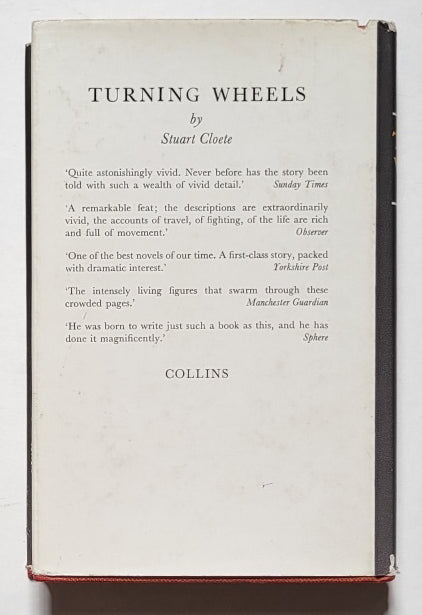 TURNING WHEELS
by
Stuart Cloete
‘Quite astonishingly vivid. Never before has the story been
told with such a wealth of vivid detail.’ Sunday Times
‘A remarkable feat; the descriptions are extraordinarily
vivid, the accounts of travel, of fighting, of the life are rich
and full of movement.’ Observer
‘One of the best novels of our time. A first-class story, packed
with dramatic interest.’ Yorkshire Post
‘The intensely living figures that swarm through these
crowded pages.’ Manchester Guardian
‘He was born to write just such a book as this, and he has
done it magnificently.’ Sphere
COLLINS